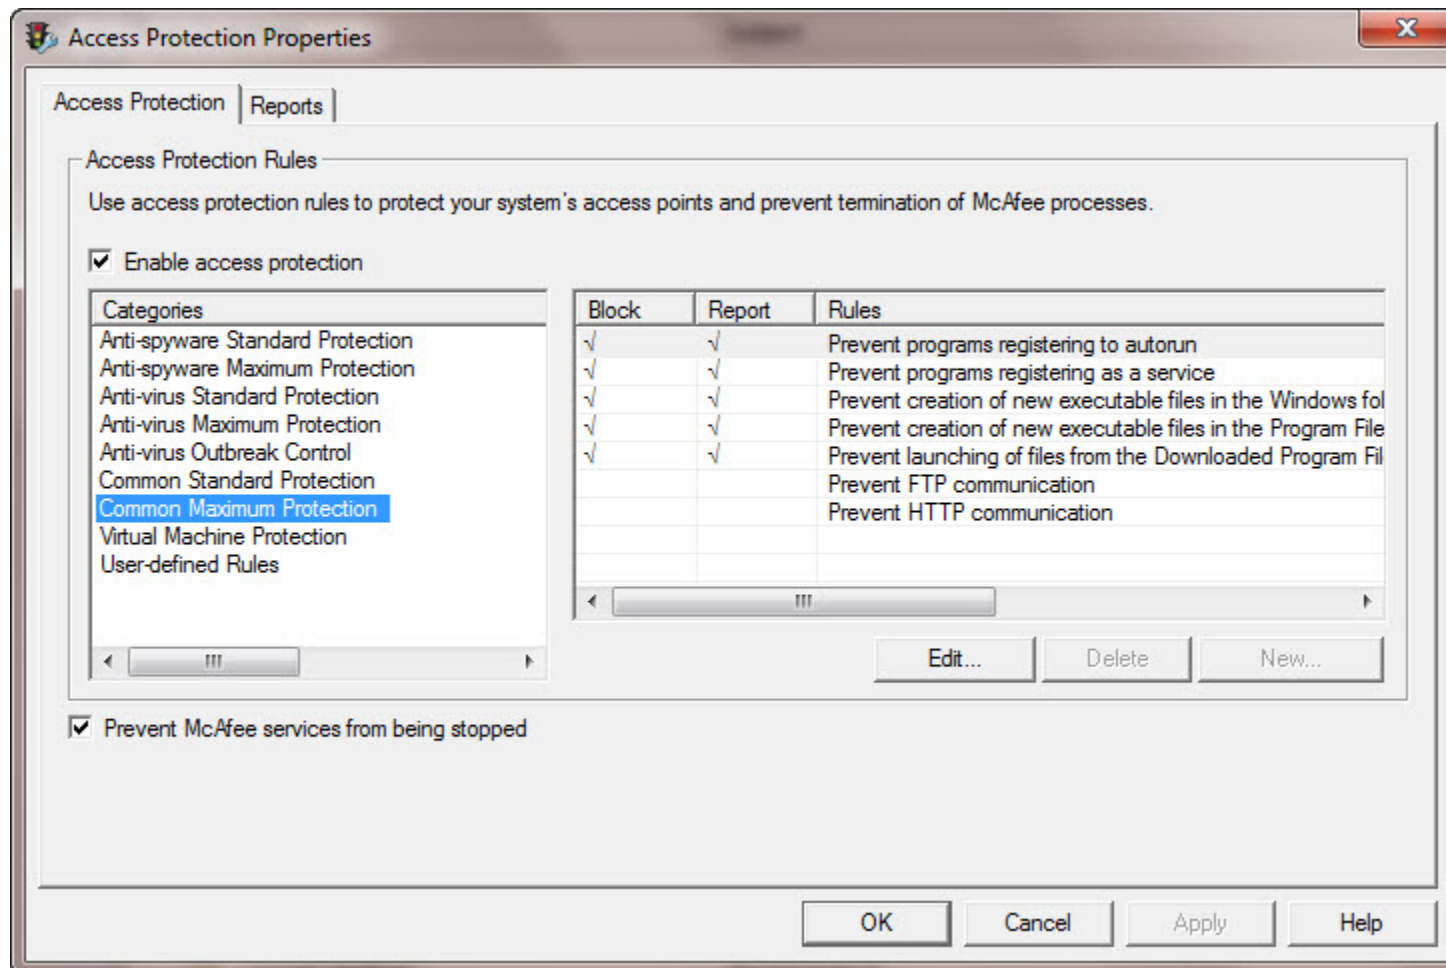 Access Protection Properties
Access Protection
Reports
Access Protection Rules
Use access protection rules to protect your system's access points and prevent termination of McAfee processes.
Enable access protection
Categories
Anti-spyware Standard Protection
Anti-spyware Maximum Protection
Anti-virus Standard Protection
Anti-virus Maximum Protection
Anti-virus Outbreak Control
Common Standard Protection
Common Maximum Protection
Virtual Machine Protection
User-defined Rules
Block Report Rules
√ √ Prevent programs registering to autorun
√ √ Prevent programs registering as a service
√ √ Prevent creation of new executable files in the Windows fol
√ √ Prevent creation of new executable files in the Program File
√ √ Prevent launching of files from the Downloaded Program Fil
Prevent FTP communication
Prevent HTTP communication
Edit... Delete New...
Prevent McAfee services from being stopped
OK Cancel Apply Help